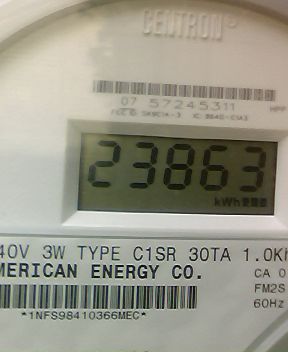 CENTRON
07 57245311
23863
kWh
40V 3W TYPE C1SR 30TA 1.0Kh
MERICAN ENERGY CO.
CA 0
FM2S
60Hz
*1NFS98410366MEC*